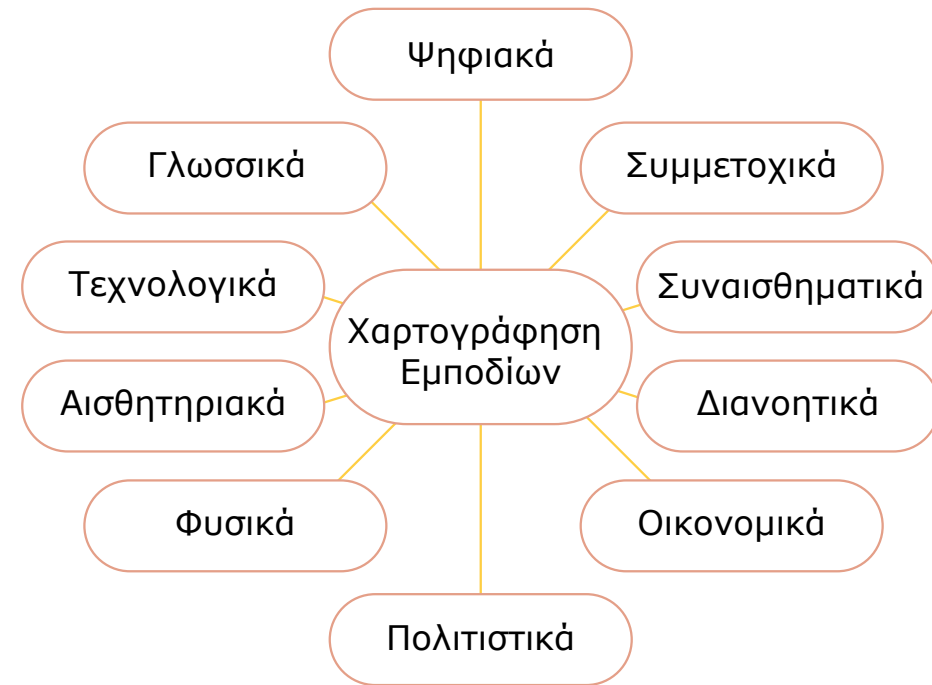 Ψηφιακά
Γλωσσικά
Συμμετοχικά
Τεχνολογικά
Συναισθηματικά
Χαρτογράφηση
Εμποδίων
Αισθητηριακά
Διανοητικά
Φυσικά
Οικονομικά
Πολιτιστικά